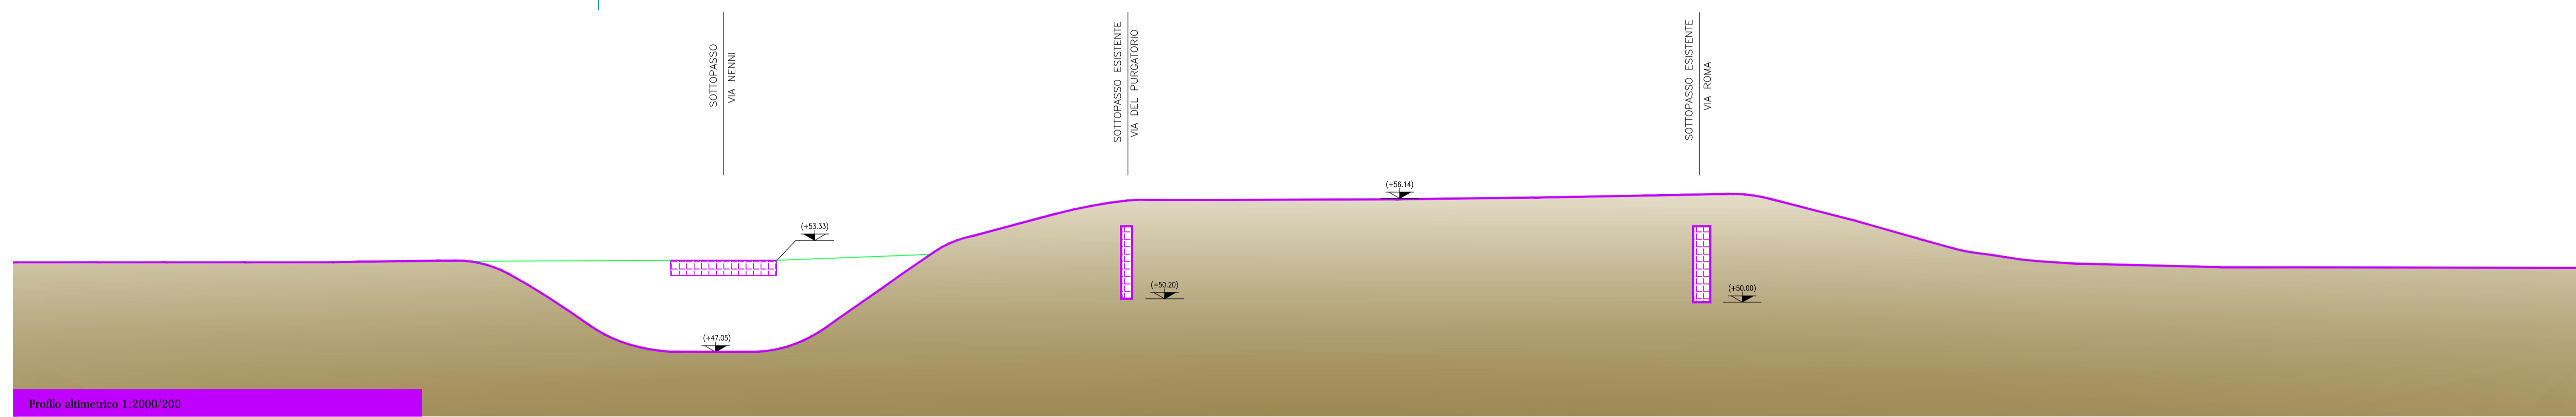 SOTTOPASSO
VIA NENNI
SOTTOPASSO ESISTENTE
VIA DEL PURGATORIO
SOTTOPASSO ESISTENTE
VIA ROMA
(+56.14)
(+53.33)
(+50.20)
(+50.00)
(+47.05)
Profilo altimetrico 1:2000/200